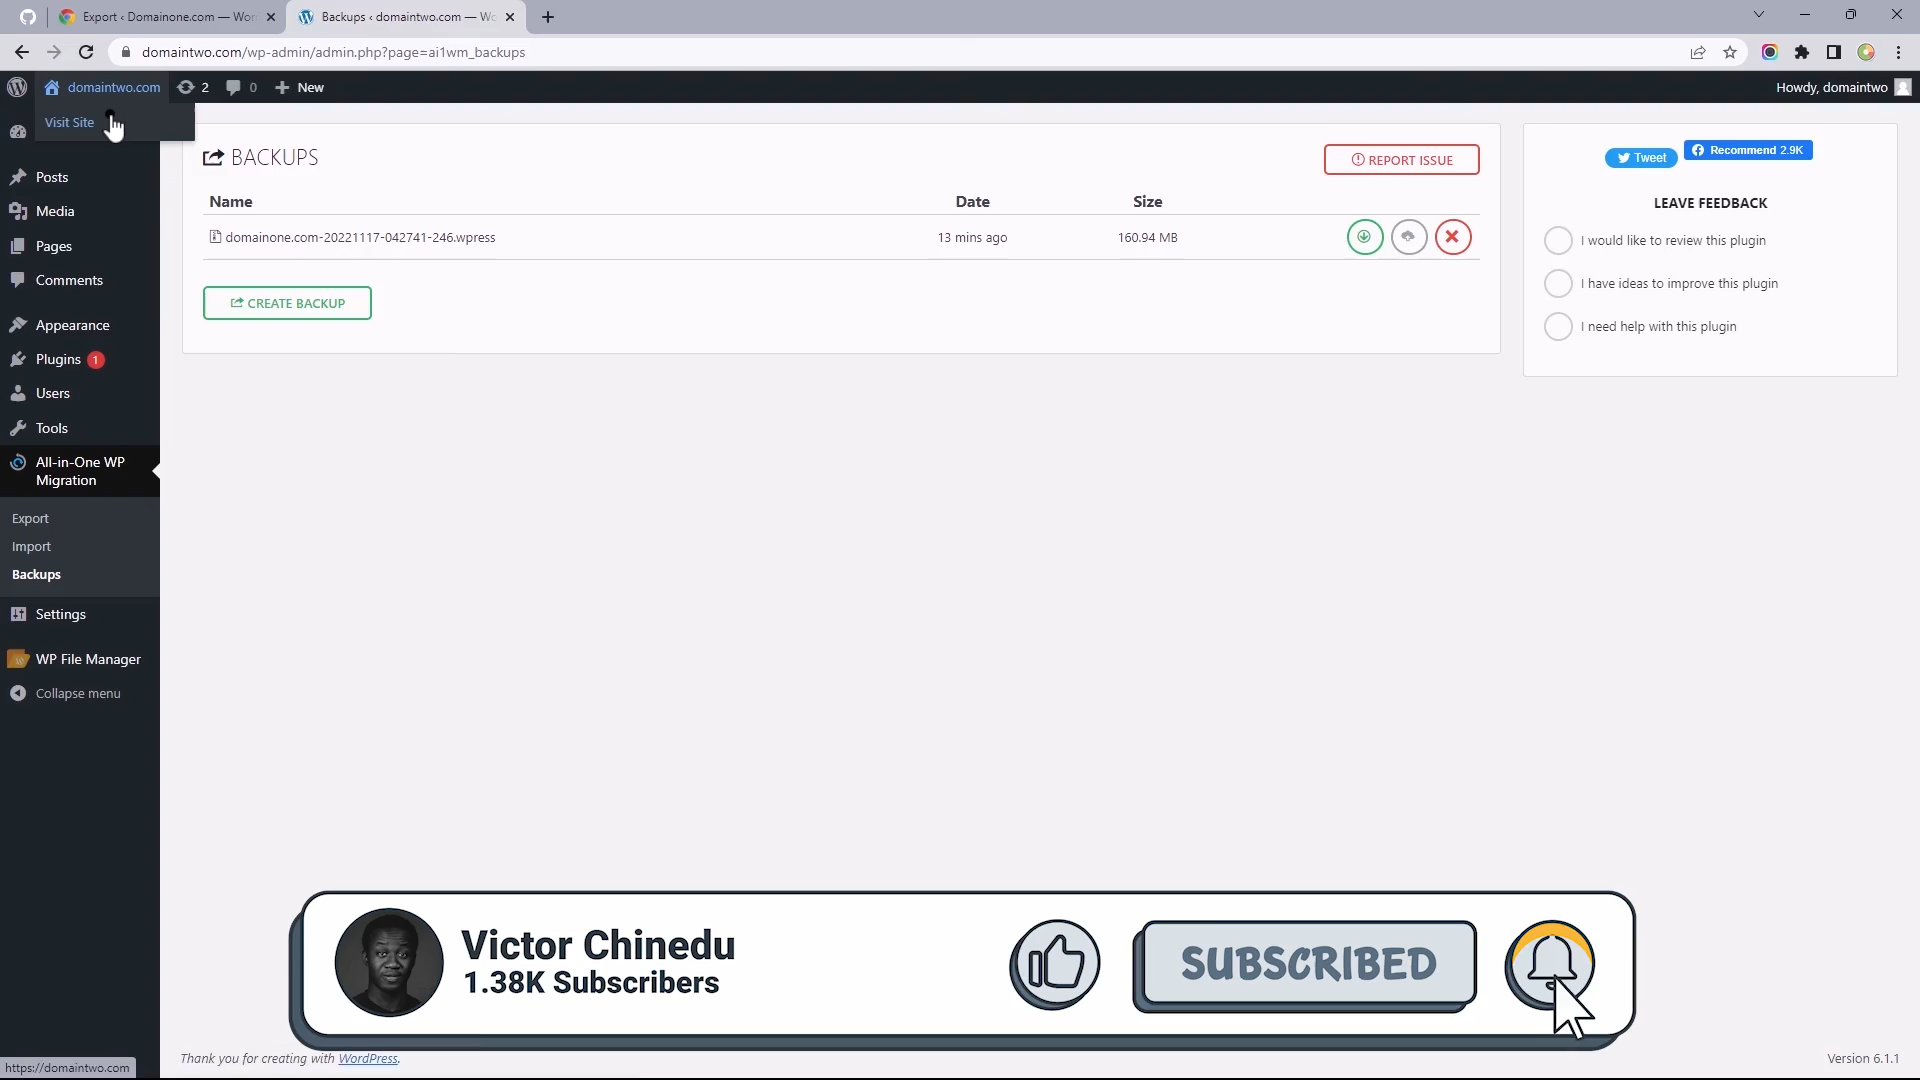 Export ‹ Domainone.com — Wor
Backups ‹ domaintwo.com — Wo
domaintwo.com/wp-admin/admin.php?page=ai1wm_backups
domaintwo.com
2
0
New
Howdy, domaintwo
Visit Site
Posts
Media
Pages
Comments
Appearance
Plugins 1
Users
Tools
All-in-One WP
Migration
Export
Import
Backups
Settings
WP File Manager
Collapse menu
BACKUPS
REPORT ISSUE
Name Date Size
domainone.com-20221117-042741-246.wpress 13 mins ago 160.94 MB
CREATE BACKUP
Tweet
Recommend 2.9K
LEAVE FEEDBACK
I would like to review this plugin
I have ideas to improve this plugin
I need help with this plugin
Victor Chinedu
1.38K Subscribers
SUBSCRIBED
Thank you for creating with WordPress.
Version 6.1.1
https://domaintwo.com